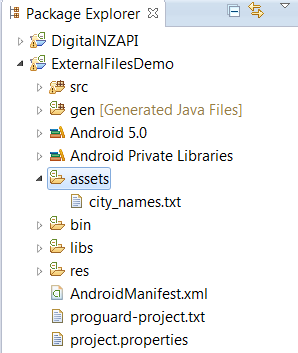 Package Explorer
DigitalNZAPI
ExternalFilesDemo
src
gen [Generated Java Files]
Android 5.0
Android Private Libraries
assets
city_names.txt
bin
libs
res
AndroidManifest.xml
proguard-project.txt
project.properties